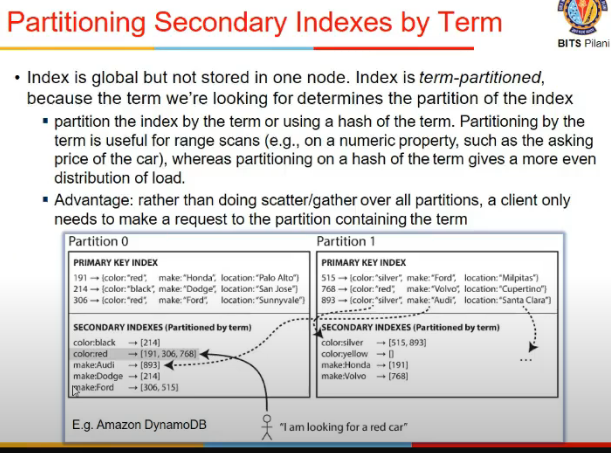 Partitioning Secondary Indexes by Term
BITS Pilani
• Index is global but not stored in one node. Index is term-partitioned,
because the term we're looking for determines the partition of the index
▪ partition the index by the term or using a hash of the term. Partitioning by the
term is useful for range scans (e.g., on a numeric property, such as the asking
price of the car), whereas partitioning on a hash of the term gives a more even
distribution of load.
▪ Advantage: rather than doing scatter/gather over all partitions, a client only
needs to make a request to the partition containing the term
Partition 0
PRIMARY KEY INDEX
191 → {color:"red", make:"Honda", location:"Palo Alto"}
214 → {color:"black", make:"Dodge", location:"San Jose"}
306 → {color:"red", make:"Ford", location:"Sunnyvale"}
SECONDARY INDEXES (Partitioned by term)
color:black → [214]
color:red → [191, 306, 768]
make:Audi → [893]
make:Dodge → [214]
make:Ford → [306, 515]
Partition 1
PRIMARY KEY INDEX
515 → {color:"silver", make:"Ford", location:"Milpitas"}
768 → {color:"red", make:"Volvo", location:"Cupertino"}
893 → {color:"silver", make:"Audi", location:"Santa Clara"}
SECONDARY INDEXES (Partitioned by term)
color:silver → [515, 893]
color:yellow → []
make:Honda → [191]
make:Volvo → [768]
...
E.g. Amazon DynamoDB
"I am looking for a red car"